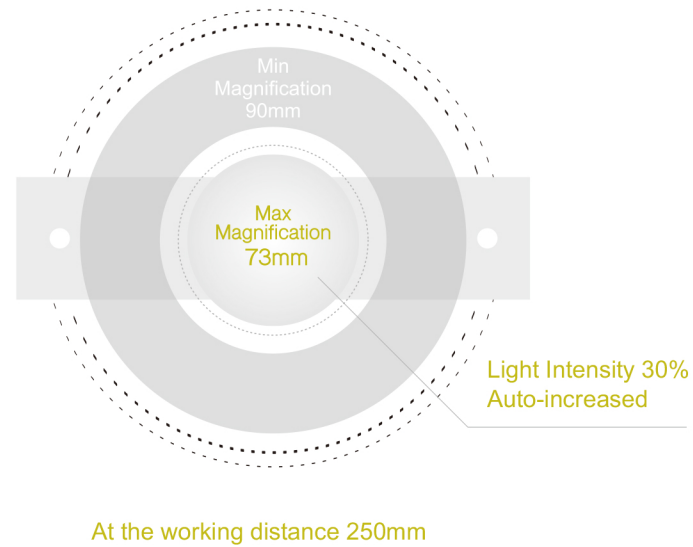 Min
Magnification
90mm
Max
Magnification
73mm
Light Intensity 30%
Auto-increased
At the working distance 250mm